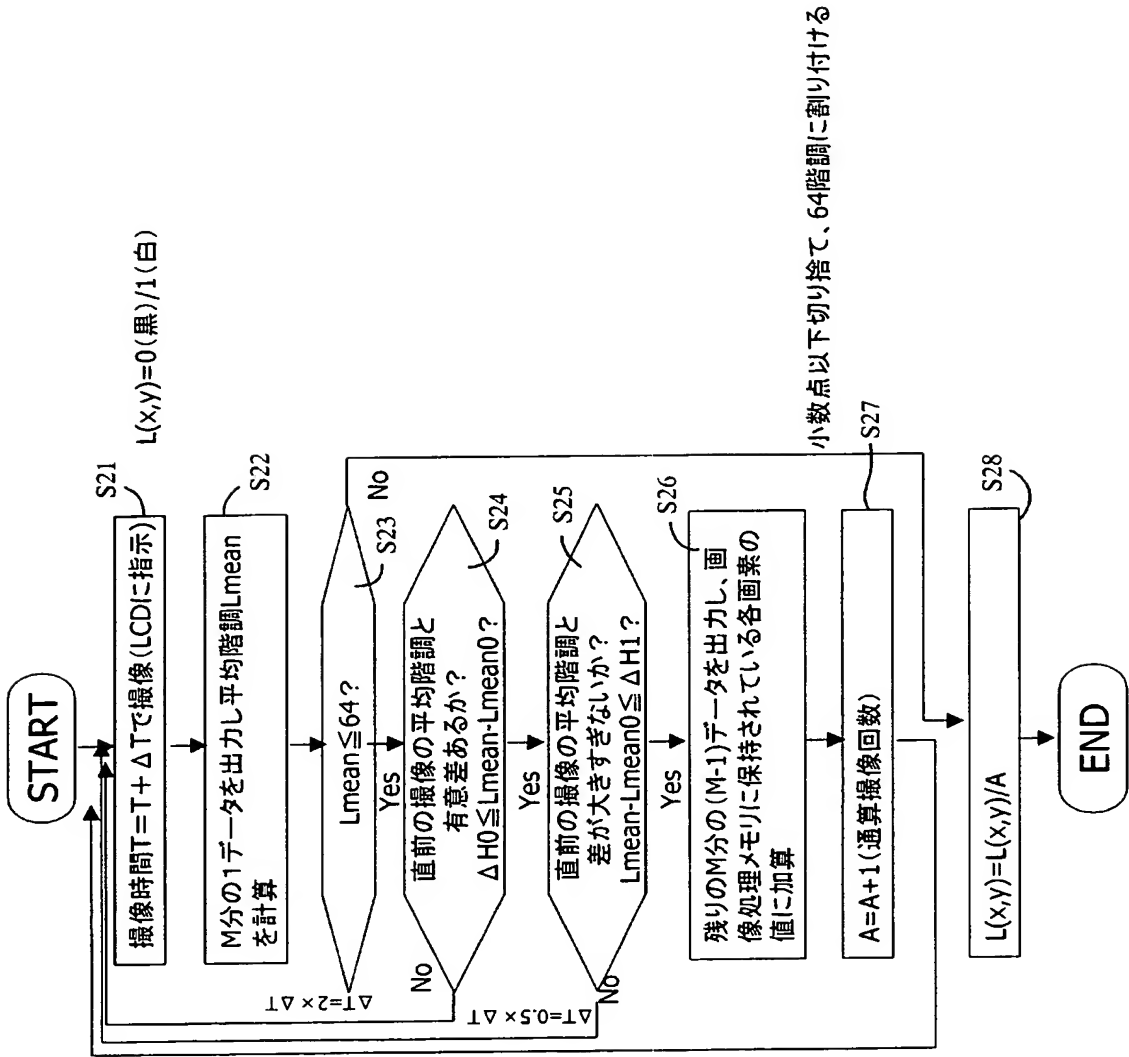 START
撮像時間T=T+ΔTで撮像(LCDに指示)
S21
L(x,y)=0(黒)/1(白)
M分の1データを出力し平均階調Lmean
を計算
S22
Lmean≦64?
S23
No
Yes
直前の撮像の平均階調と
有意差あるか?
ΔH0≦Lmean-Lmean0?
S24
No
ΔT=2×ΔT
Yes
直前の撮像の平均階調と
差が大きすぎないか?
Lmean-Lmean0≦ΔH1?
S25
No
ΔT=0.5×ΔT
Yes
残りのM分の(M-1)データを出力し、画
像処理メモリに保持されている各画素の
値に加算
S26
A=A+1(通算撮像回数)
S27
小数点以下切り捨て、64階調に割り付ける
L(x,y)=L(x,y)/A
S28
END